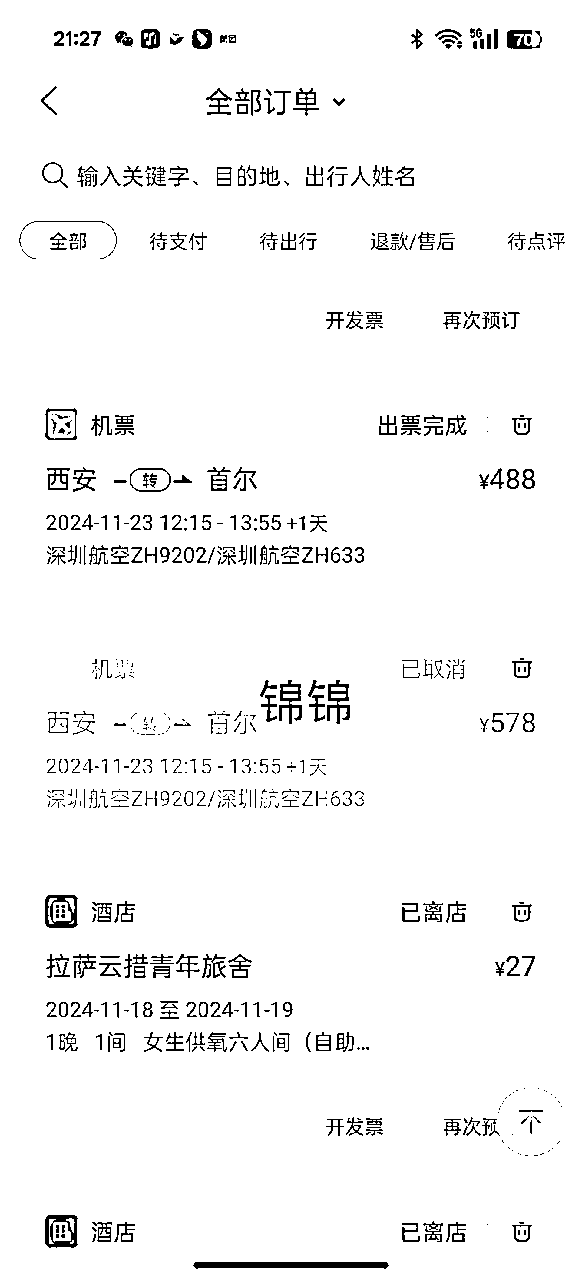 21:27
5G
70
全部订单
输入关键字、目的地、出行人姓名
全部 待支付 待出行 退款/售后 待点评
开发票 再次预订
机票 出票完成
西安 转 首尔 ¥488
2024-11-23 12:15 - 13:55 +1天
深圳航空ZH9202/深圳航空ZH633
机票 已取消
锦锦
西安 转 首尔 ¥578
2024-11-23 12:15 - 13:55 +1天
深圳航空ZH9202/深圳航空ZH633
酒店 已离店
拉萨云措青年旅舍 ¥27
2024-11-18 至 2024-11-19
1晚 1间 女生供氧六人间（自助...
开发票 再次预
酒店 已离店